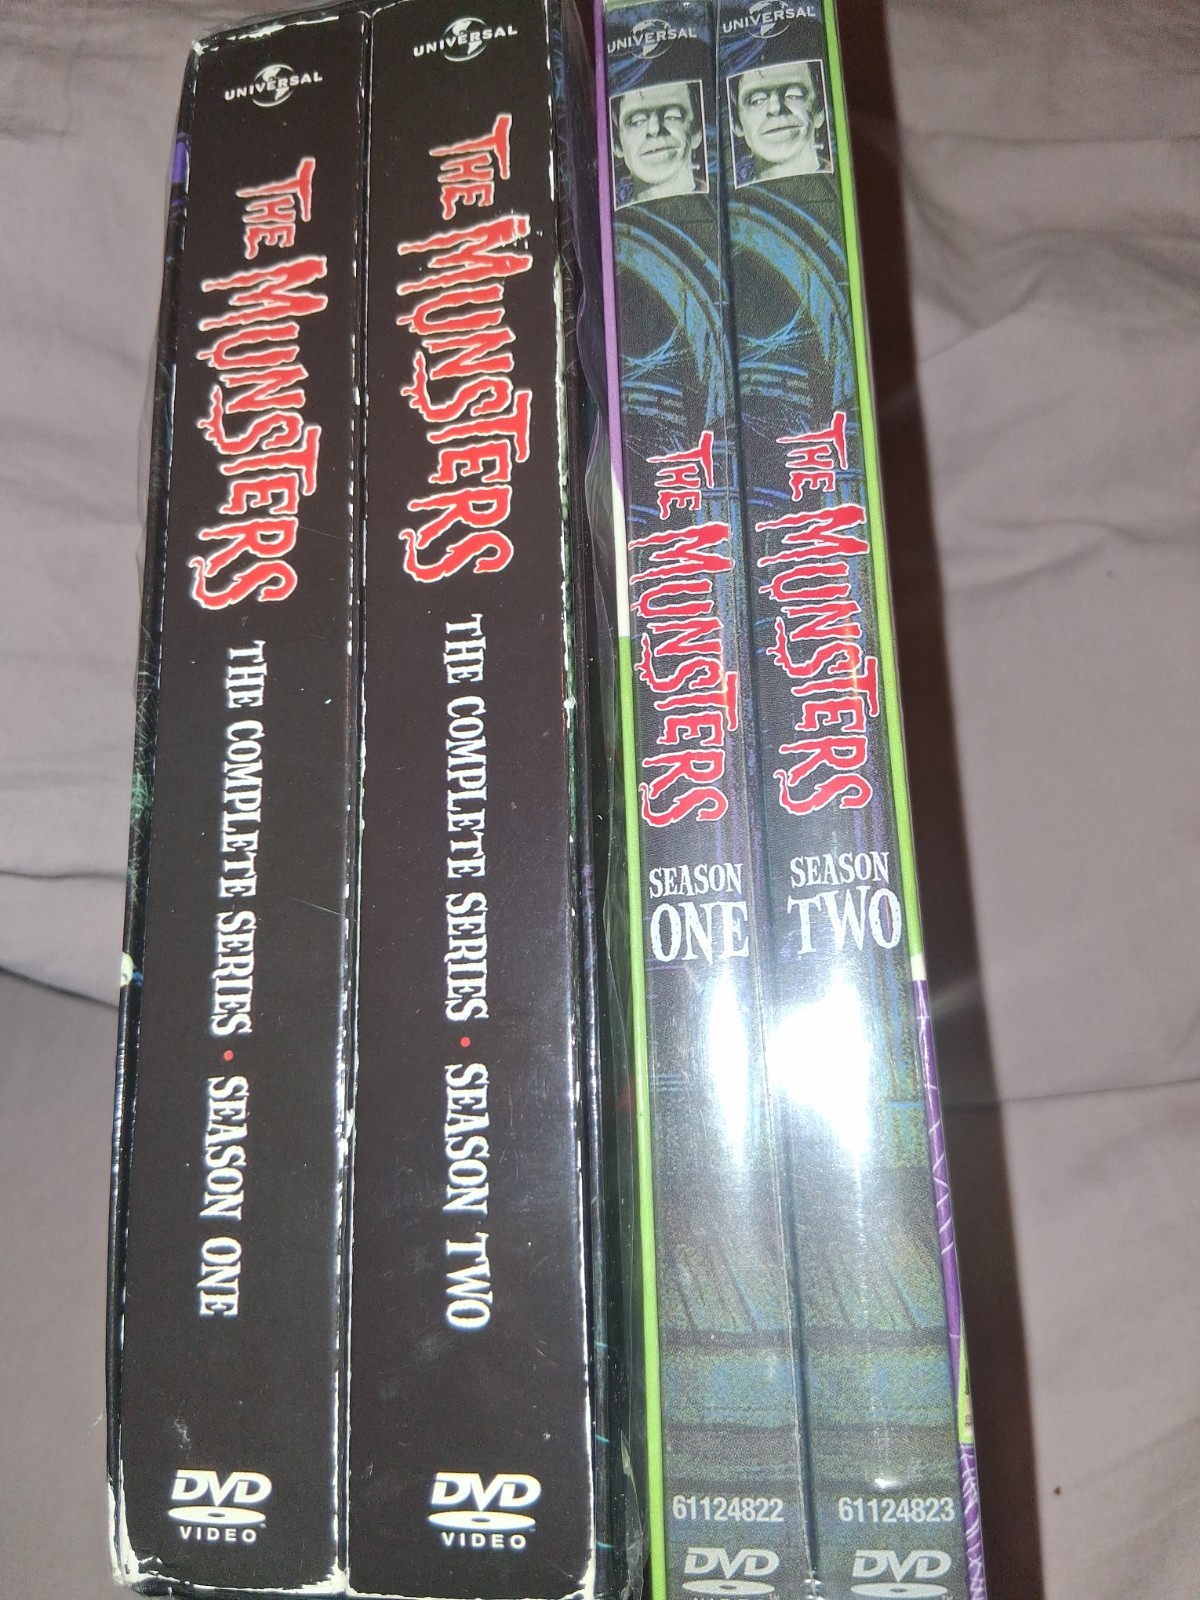 UNIVERSAL
THE MUNSTERS
THE COMPLETE SERIES • SEASON ONE
DVD
VIDEO
UNIVERSAL
THE MUNSTERS
THE COMPLETE SERIES • SEASON TWO
DVD
VIDEO
UNIVERSAL
THE MUNSTERS
SEASON
ONE
61124822
DVD
UNIVERSAL
THE MUNSTERS
SEASON
TWO
61124823
DVD